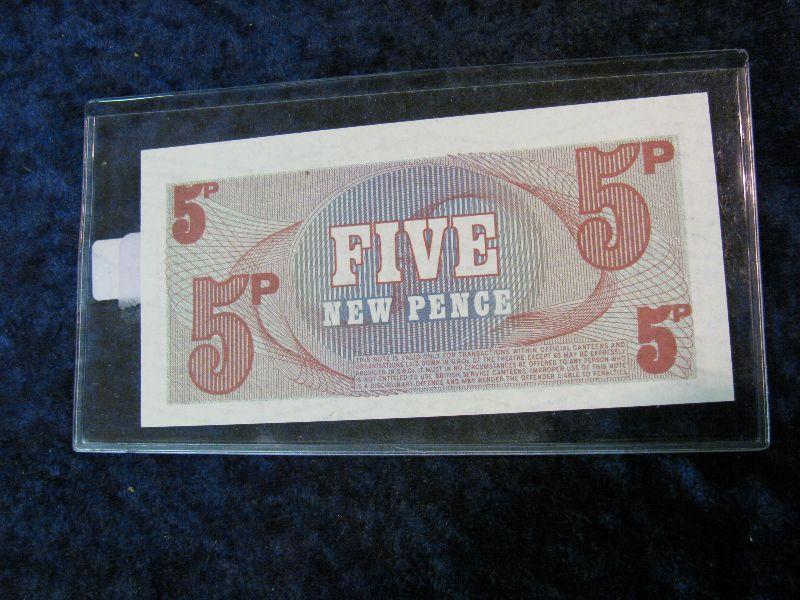 5P
5P
FIVE
NEW PENCE
5P
5P
THIS NOTE IS VALID ONLY FOR TRANSACTIONS WITHIN OFFICIAL CANTEENS AND
ORGANISATIONS LAID DOWN IN G.R.O.s, OF THE THEATRE EXCEPT AS MAY BE EXPRESSLY
PROVIDED IN G.R.O.s. IT MUST IN NO CIRCUMSTANCES BE OFFERED TO ANY PERSON WHO
IS NOT ENTITLED TO USE BRITISH SERVICE CANTEENS. IMPROPER USE OF THIS NOTE
IS A DISCIPLINARY OFFENCE AND MAY RENDER THE OFFENDER LIABLE TO PENALTIES.